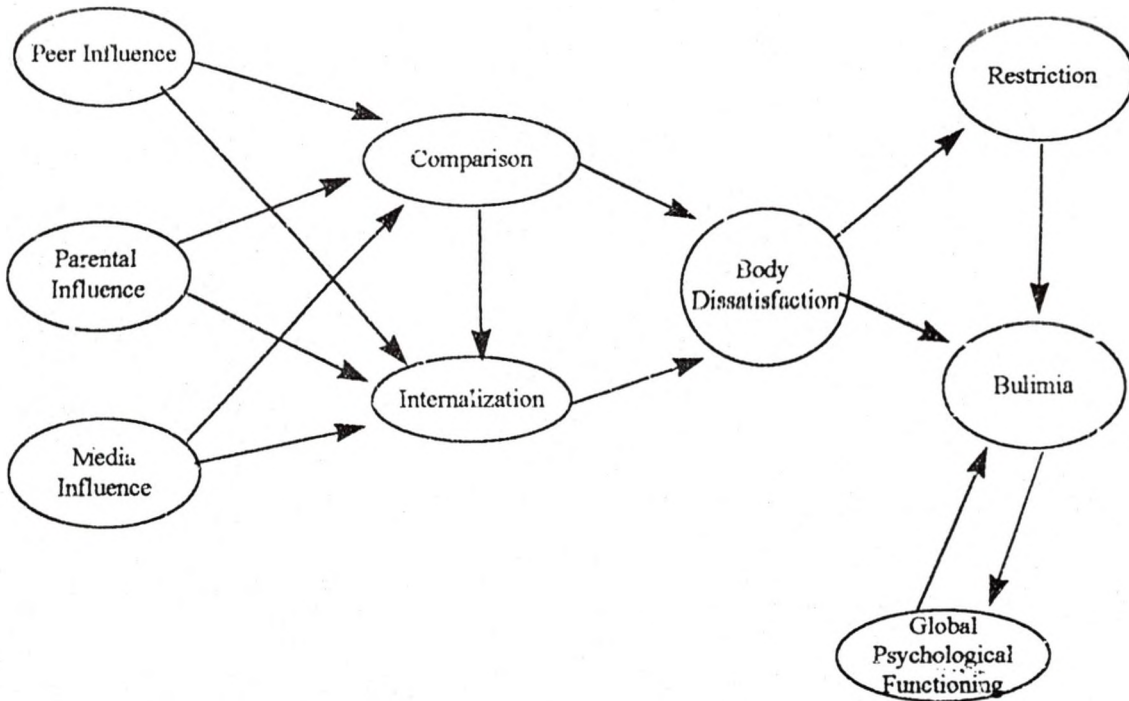 Peer Influence
Restriction
Comparison
Parental
Influence
Body
Dissatisfaction
Internalization
Bulimia
Media
Influence
Global
Psychological
Functioning